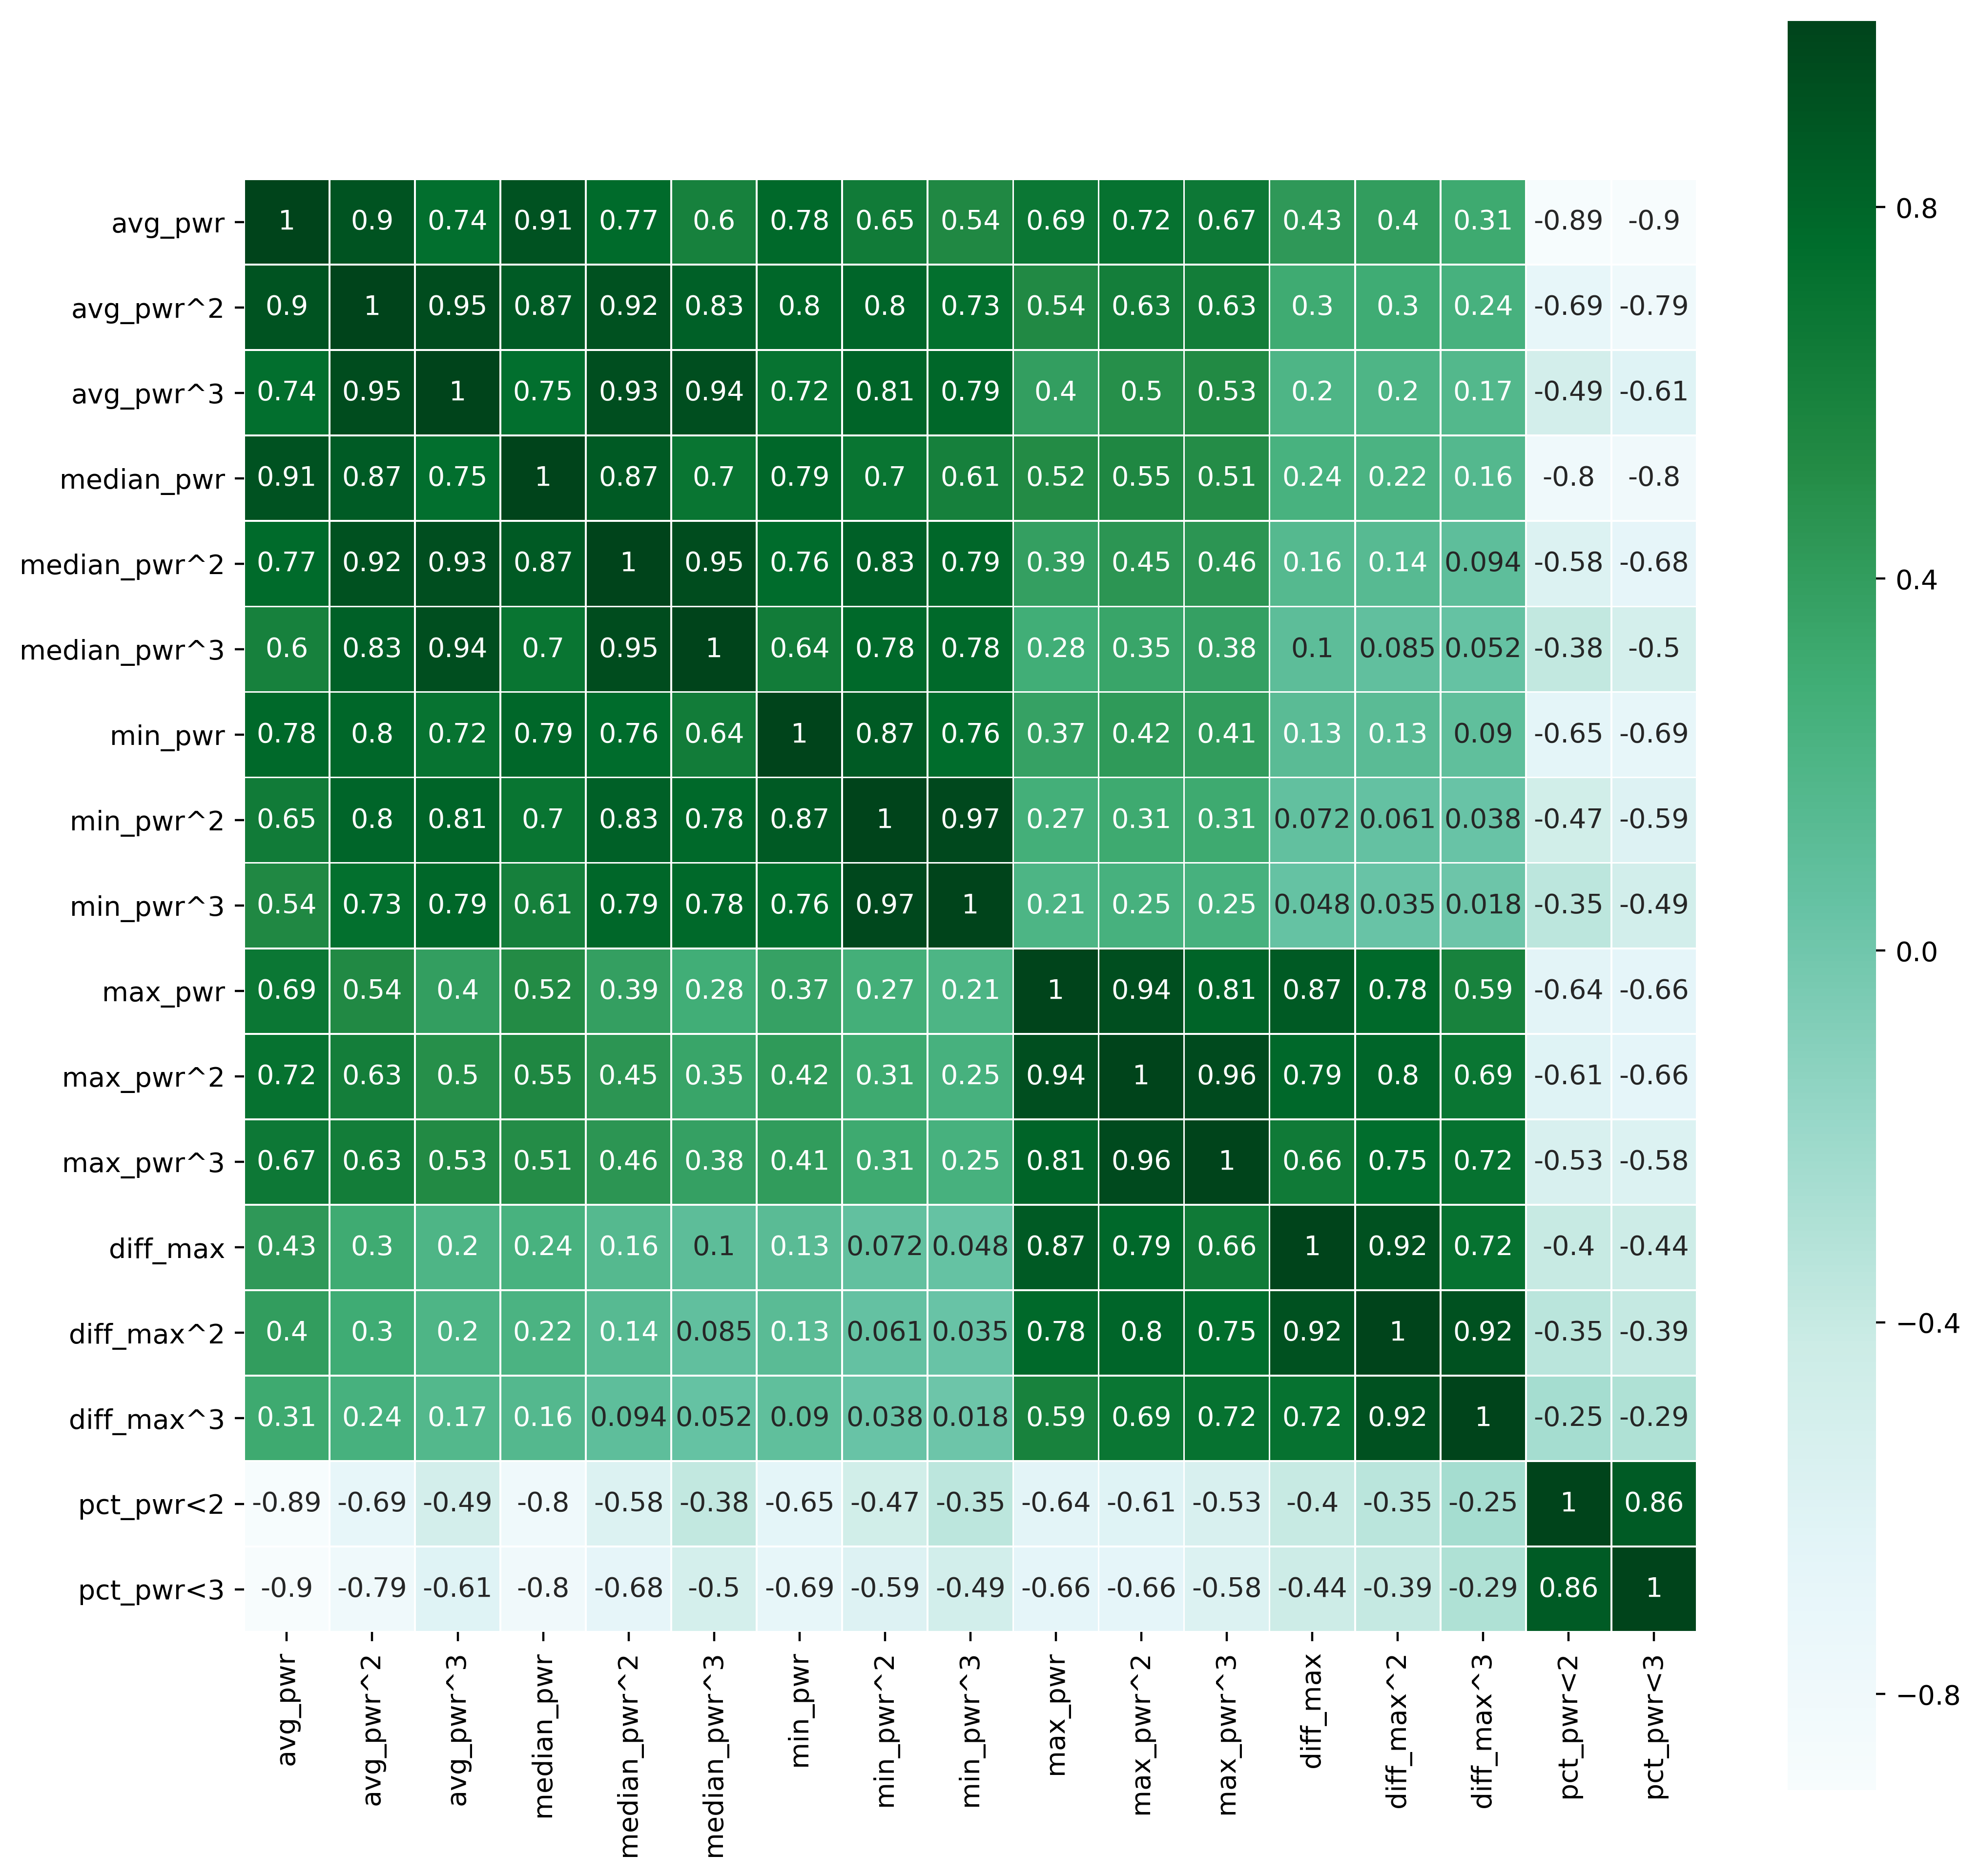 avg_pwr 1 0.9 0.74 0.91 0.77 0.6 0.78 0.65 0.54 0.69 0.72 0.67 0.43 0.4 0.31 -0.89 -0.9
avg_pwr^2 0.9 1 0.95 0.87 0.92 0.83 0.8 0.8 0.73 0.54 0.63 0.63 0.3 0.3 0.24 -0.69 -0.79
avg_pwr^3 0.74 0.95 1 0.75 0.93 0.94 0.72 0.81 0.79 0.4 0.5 0.53 0.2 0.2 0.17 -0.49 -0.61
median_pwr 0.91 0.87 0.75 1 0.87 0.7 0.79 0.7 0.61 0.52 0.55 0.51 0.24 0.22 0.16 -0.8 -0.8
median_pwr^2 0.77 0.92 0.93 0.87 1 0.95 0.76 0.83 0.79 0.39 0.45 0.46 0.16 0.14 0.094 -0.58 -0.68
median_pwr^3 0.6 0.83 0.94 0.7 0.95 1 0.64 0.78 0.78 0.28 0.35 0.38 0.1 0.085 0.052 -0.38 -0.5
min_pwr 0.78 0.8 0.72 0.79 0.76 0.64 1 0.87 0.76 0.37 0.42 0.41 0.13 0.13 0.09 -0.65 -0.69
min_pwr^2 0.65 0.8 0.81 0.7 0.83 0.78 0.87 1 0.97 0.27 0.31 0.31 0.072 0.061 0.038 -0.47 -0.59
min_pwr^3 0.54 0.73 0.79 0.61 0.79 0.78 0.76 0.97 1 0.21 0.25 0.25 0.048 0.035 0.018 -0.35 -0.49
max_pwr 0.69 0.54 0.4 0.52 0.39 0.28 0.37 0.27 0.21 1 0.94 0.81 0.87 0.78 0.59 -0.64 -0.66
max_pwr^2 0.72 0.63 0.5 0.55 0.45 0.35 0.42 0.31 0.25 0.94 1 0.96 0.79 0.8 0.69 -0.61 -0.66
max_pwr^3 0.67 0.63 0.53 0.51 0.46 0.38 0.41 0.31 0.25 0.81 0.96 1 0.66 0.75 0.72 -0.53 -0.58
diff_max 0.43 0.3 0.2 0.24 0.16 0.1 0.13 0.072 0.048 0.87 0.79 0.66 1 0.92 0.72 -0.4 -0.44
diff_max^2 0.4 0.3 0.2 0.22 0.14 0.085 0.13 0.061 0.035 0.78 0.8 0.75 0.92 1 0.92 -0.35 -0.39
diff_max^3 0.31 0.24 0.17 0.16 0.094 0.052 0.09 0.038 0.018 0.59 0.69 0.72 0.72 0.92 1 -0.25 -0.29
pct_pwr<2 -0.89 -0.69 -0.49 -0.8 -0.58 -0.38 -0.65 -0.47 -0.35 -0.64 -0.61 -0.53 -0.4 -0.35 -0.25 1 0.86
pct_pwr<3 -0.9 -0.79 -0.61 -0.8 -0.68 -0.5 -0.69 -0.59 -0.49 -0.66 -0.66 -0.58 -0.44 -0.39 -0.29 0.86 1
avg_pwr
avg_pwr^2
avg_pwr^3
median_pwr
median_pwr^2
median_pwr^3
min_pwr
min_pwr^2
min_pwr^3
max_pwr
max_pwr^2
max_pwr^3
diff_max
diff_max^2
diff_max^3
pct_pwr<2
pct_pwr<3
0.8
0.4
0.0
−0.4
−0.8